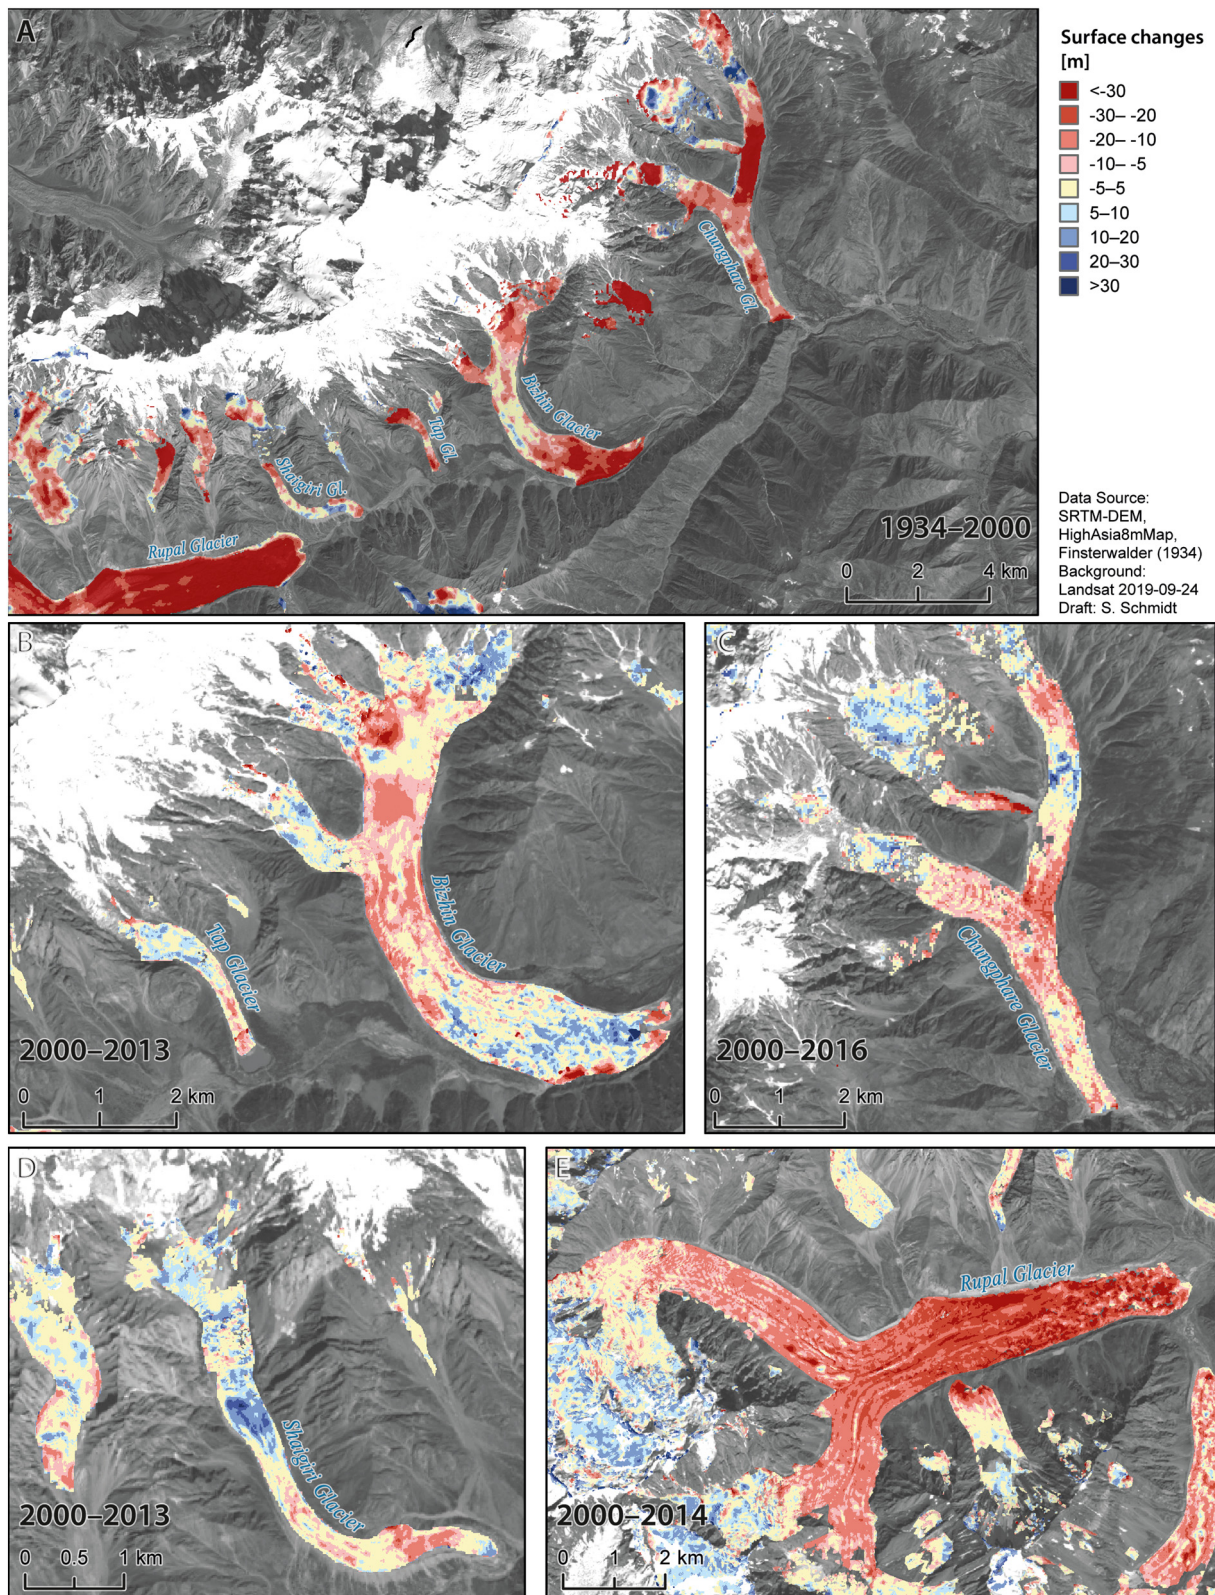 A
Surface changes
[m]
<-30
-30– -20
-20– -10
-10– -5
-5–5
5–10
10–20
20–30
>30
Chungphare Gl.
Bizhin Glacier
Tap Gl.
Shaigiri Gl.
Rupal Glacier
1934–2000
0 2 4 km
Data Source:
SRTM-DEM,
HighAsia8mMap,
Finsterwalder (1934)
Background:
Landsat 2019-09-24
Draft: S. Schmidt
B
Bizhin Glacier
Tap Glacier
2000–2013
0 1 2 km
C
Chungphare Glacier
2000–2016
0 1 2 km
D
Shaigiri Glacier
2000–2013
0 0.5 1 km
E
Rupal Glacier
2000–2014
0 1 2 km